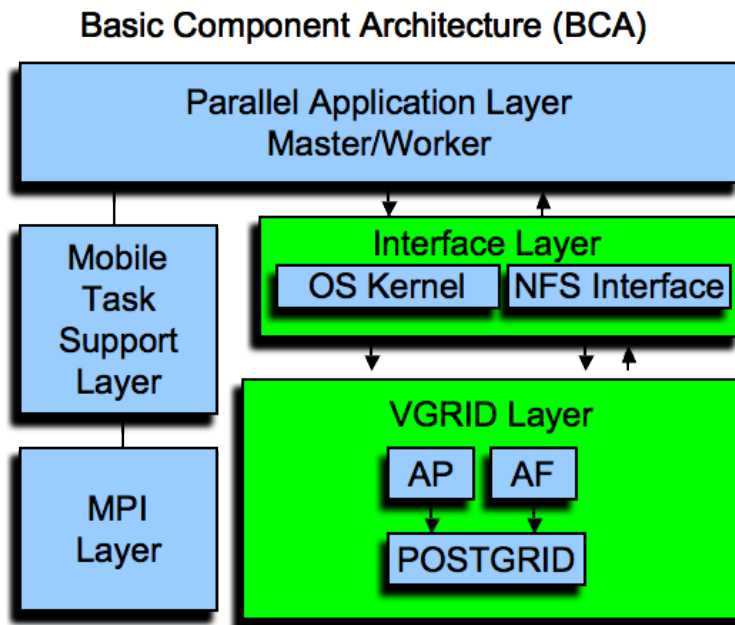 Basic Component Architecture (BCA)
Parallel Application Layer
Master/Worker
Mobile
Task
Support
Layer
MPI
Layer
Interface Layer
OS Kernel
NFS Interface
VGRID Layer
AP
AF
POSTGRID